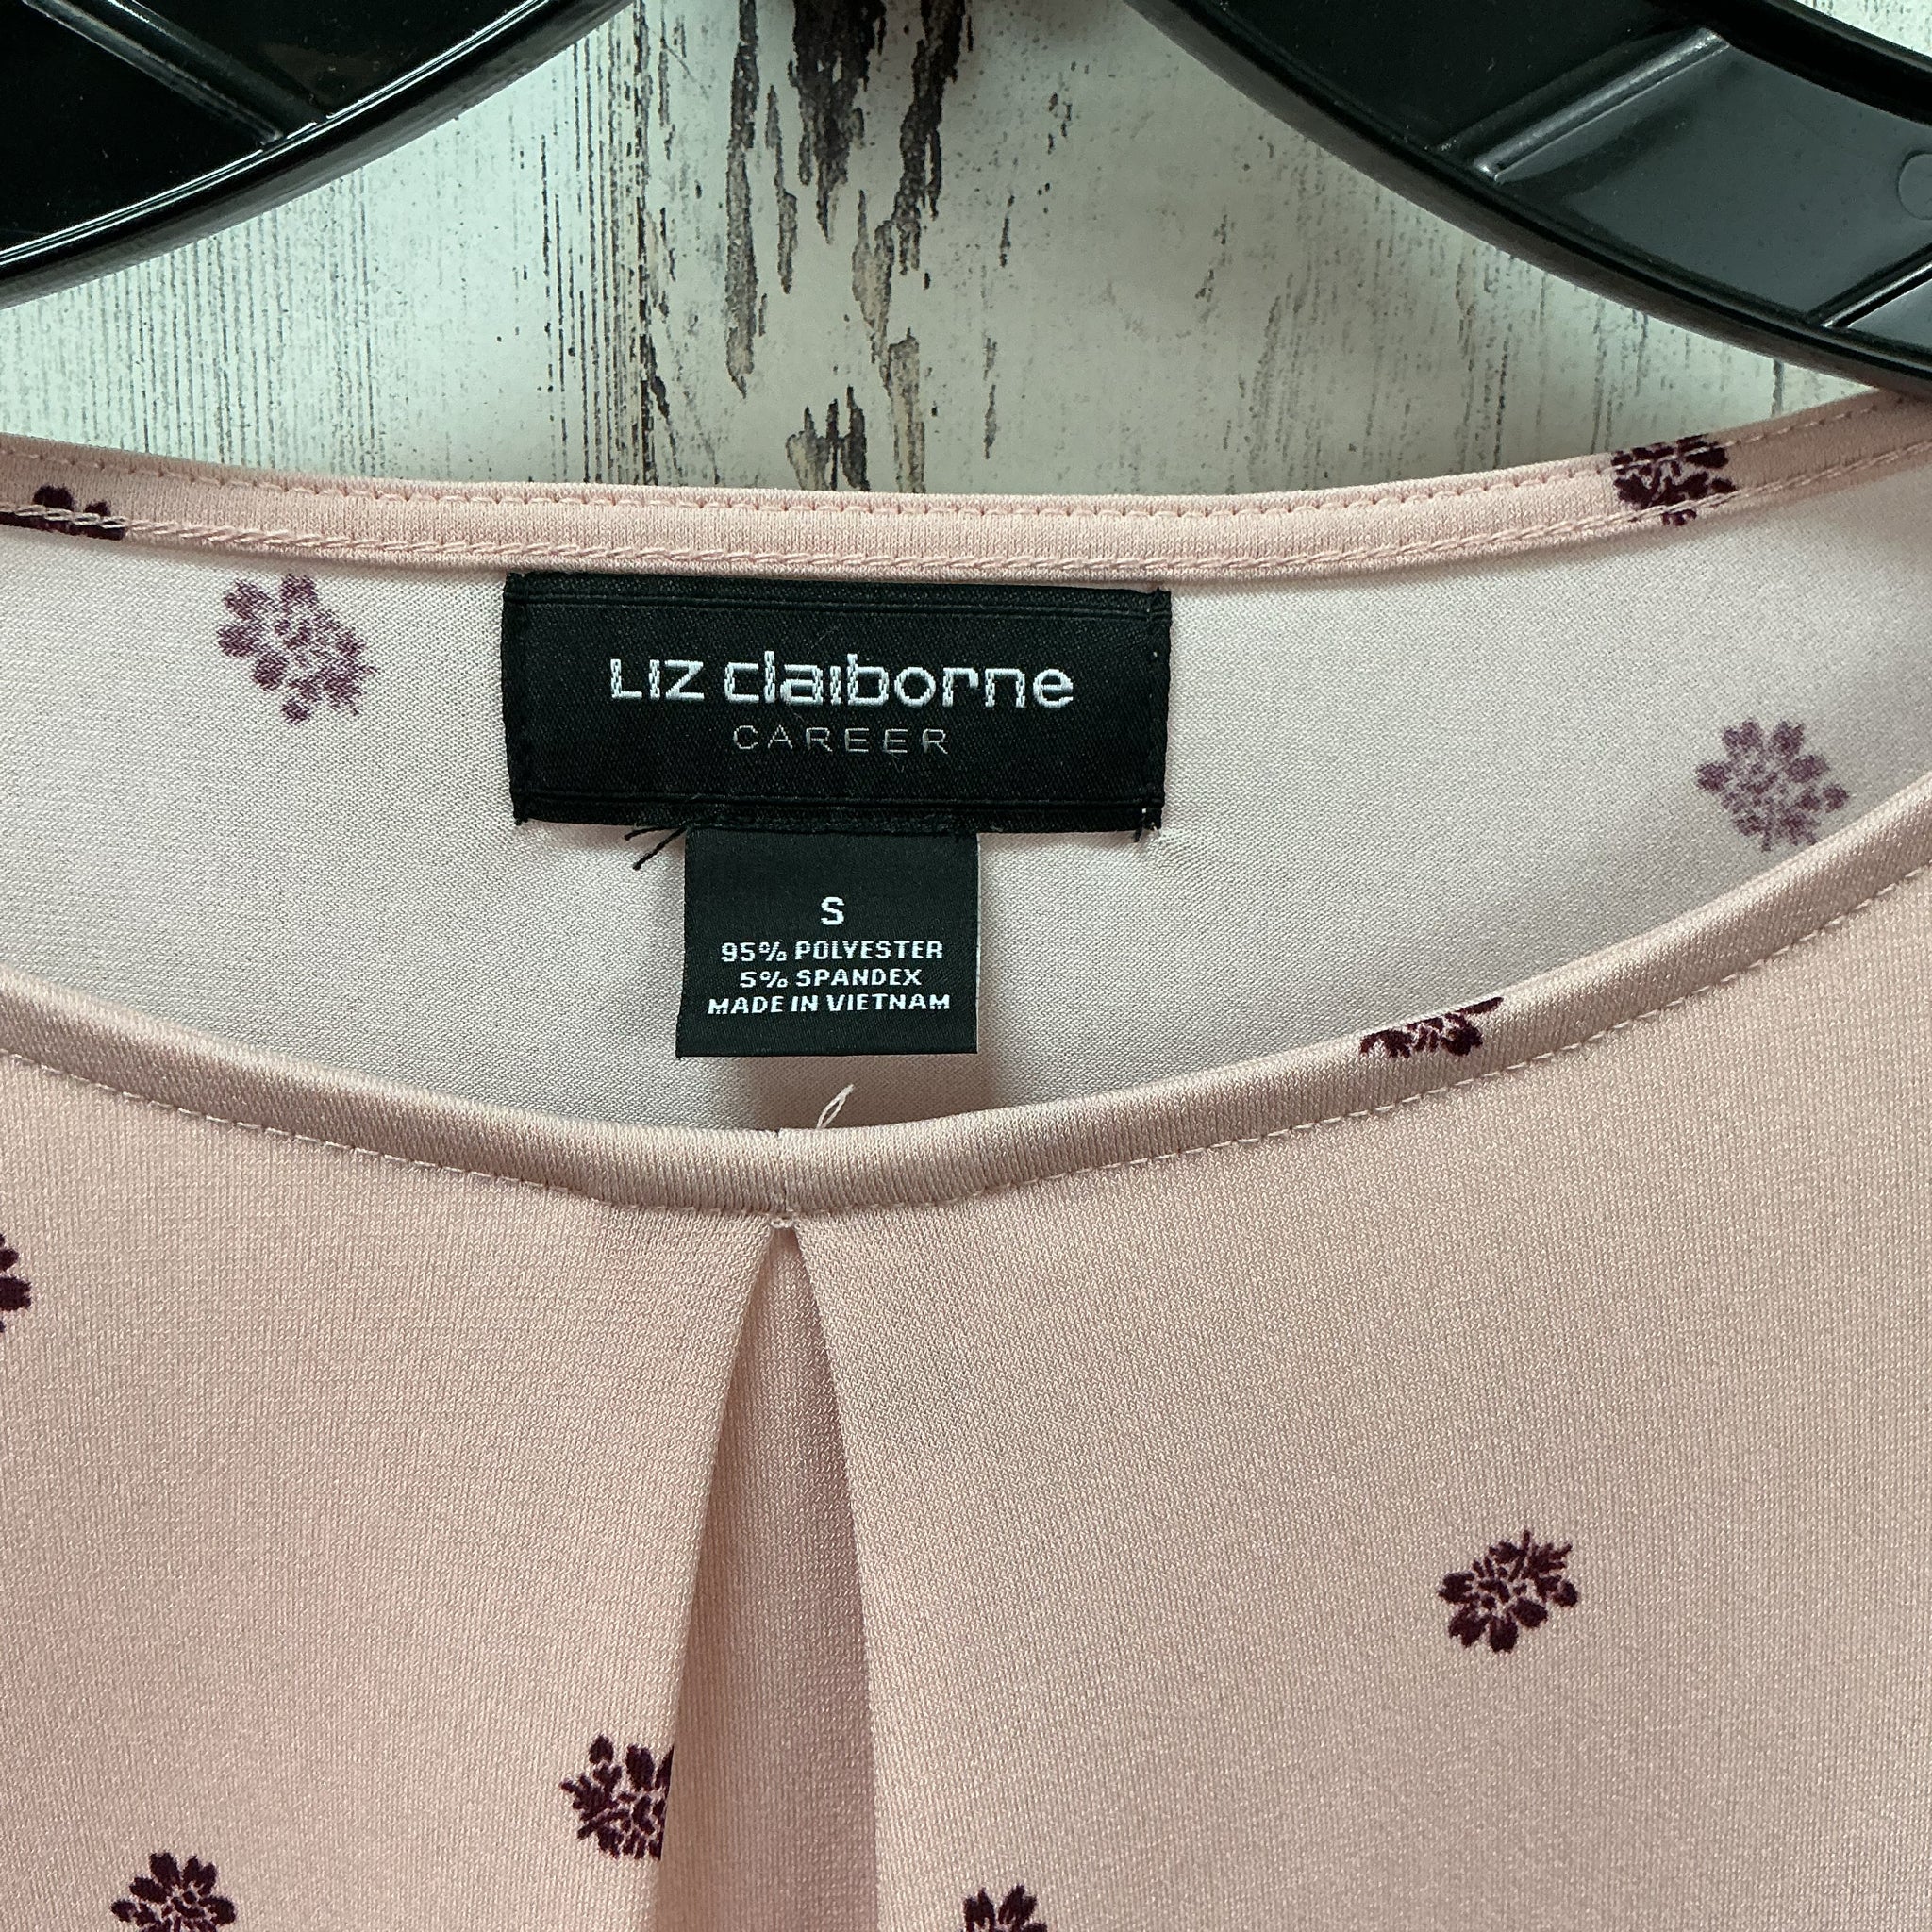 LIZ claiborne
CAREER
S
95% POLYESTER
5% SPANDEX
MADE IN VIETNAM